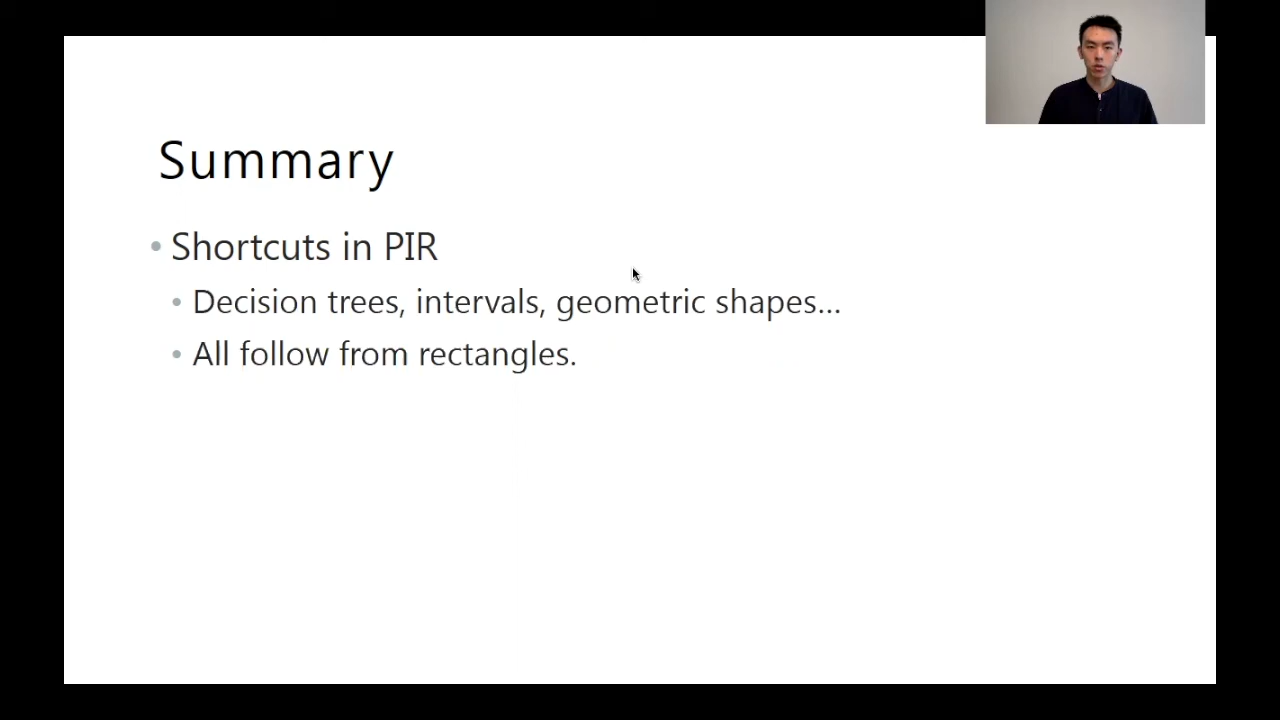 Summary
• Shortcuts in PIR
• Decision trees, intervals, geometric shapes...
• All follow from rectangles.